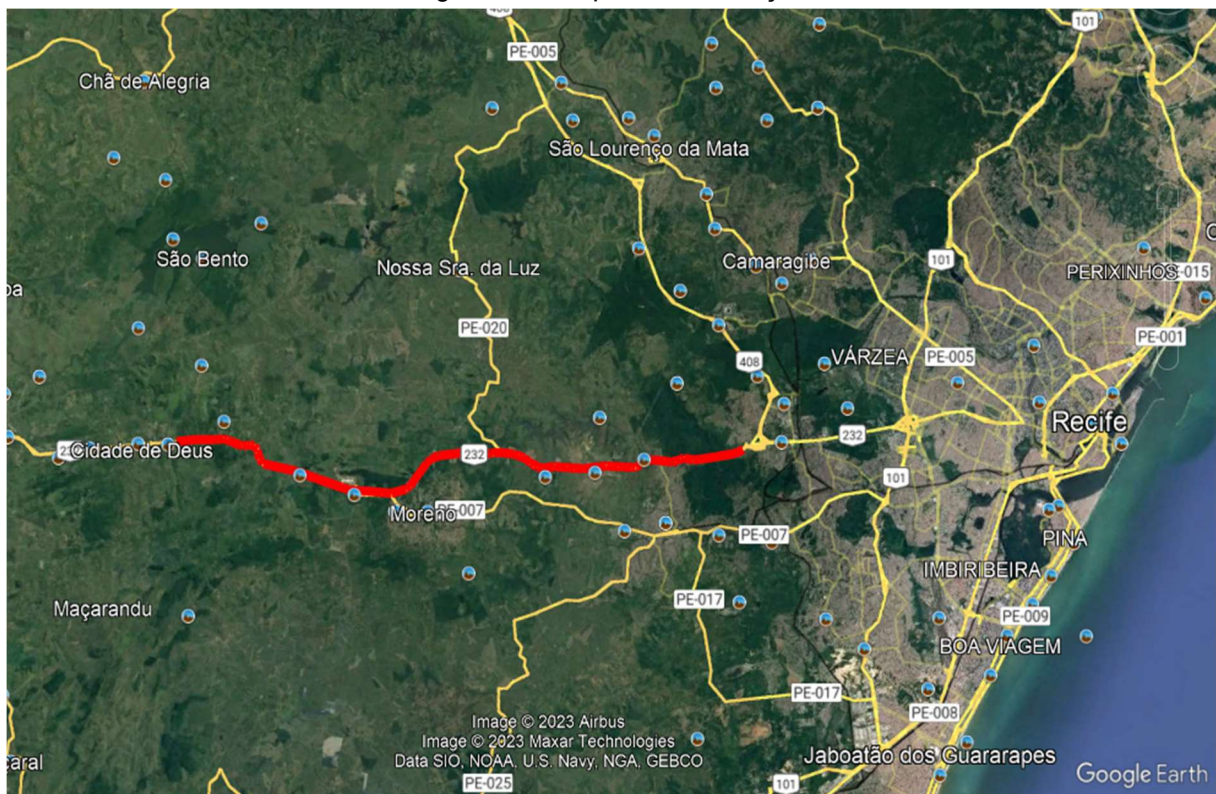 408
101
PE-005
Chã de Alegria
São Lourenço da Mata
São Bento
Nossa Sra. da Luz
Camaragibe
101
PERIXINHOS
PE-015
PE-020
PE-001
408
VÁRZEA
PE-005
Recife
232
Cidade de Deus
232
232
101
Moreno
PE-007
PE-007
PINA
IMBIRIBEIRA
Maçarandu
PE-017
PE-009
BOA VIAGEM
PE-017
PE-008
Image © 2023 Airbus
Image © 2023 Maxar Technologies
Data SIO, NOAA, U.S. Navy, NGA, GEBCO
Jaboatão dos Guararapes
PE-025
101
Google Earth